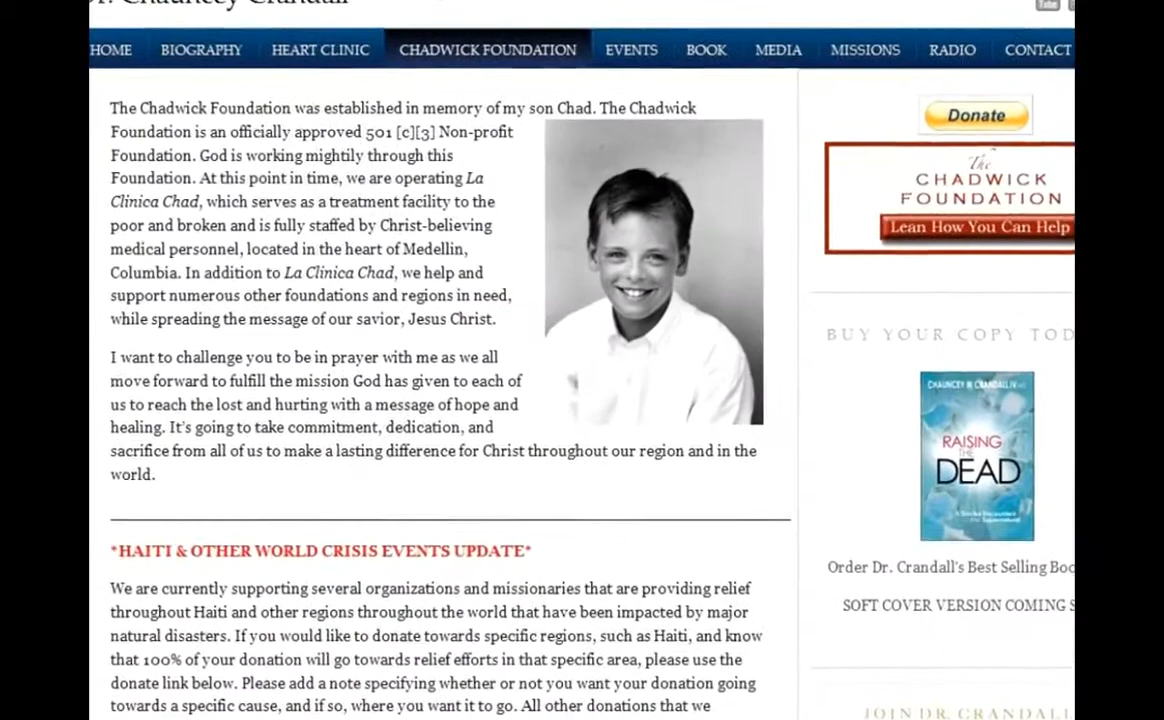 Dr. Chauncey Crandall
You
HOME BIOGRAPHY HEART CLINIC CHADWICK FOUNDATION EVENTS BOOK MEDIA MISSIONS RADIO CONTACT
The Chadwick Foundation was established in memory of my son Chad. The Chadwick
Foundation is an officially approved 501 [c][3] Non-profit
Foundation. God is working mightily through this
Foundation. At this point in time, we are operating La
Clinica Chad, which serves as a treatment facility to the
poor and broken and is fully staffed by Christ-believing
medical personnel, located in the heart of Medellin,
Columbia. In addition to La Clinica Chad, we help and
support numerous other foundations and regions in need,
while spreading the message of our savior, Jesus Christ.
I want to challenge you to be in prayer with me as we all
move forward to fulfill the mission God has given to each of
us to reach the lost and hurting with a message of hope and
healing. It's going to take commitment, dedication, and
sacrifice from all of us to make a lasting difference for Christ throughout our region and in the
world.
*HAITI & OTHER WORLD CRISIS EVENTS UPDATE*
We are currently supporting several organizations and missionaries that are providing relief
throughout Haiti and other regions throughout the world that have been impacted by major
natural disasters. If you would like to donate towards specific regions, such as Haiti, and know
that 100% of your donation will go towards relief efforts in that specific area, please use the
donate link below. Please add a note specifying whether or not you want your donation going
towards a specific cause, and if so, where you want it to go. All other donations that we
Donate
The
CHADWICK
FOUNDATION
Lean How You Can Help
BUY YOUR COPY TOD
CHAUNCEY W. CRANDALL IV MD
RAISING
THE
DEAD
Order Dr. Crandall's Best Selling Boo
SOFT COVER VERSION COMING S
JOIN DR. CRANDALL